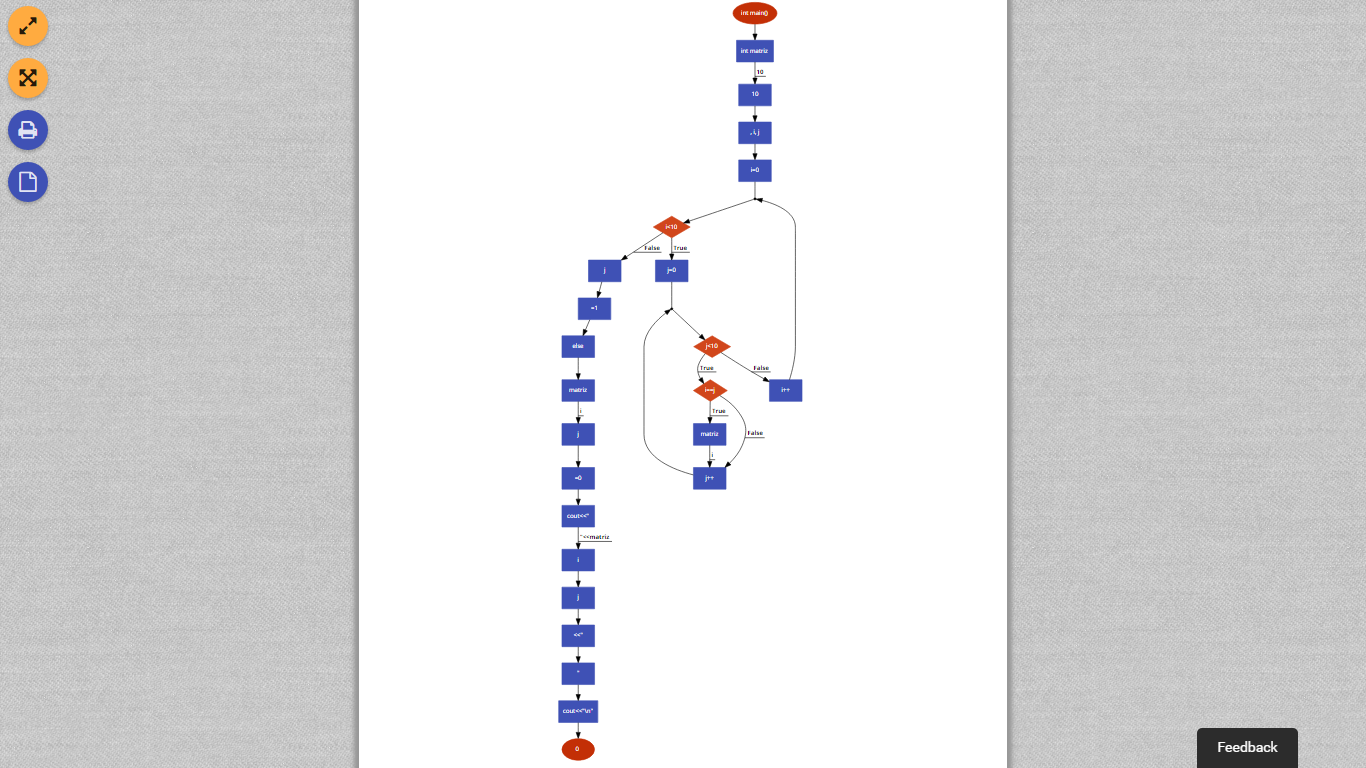 int main()
int matriz
10
10
, i, j
i=0
i<10
False
True
j
j=0
=1
else
j<10
True
False
matriz
i==j
i++
i
True
j
matriz
False
i
=0
j++
cout<<"
"<<matriz
i
j
<<"
"
cout<<"\n"
0
Feedback